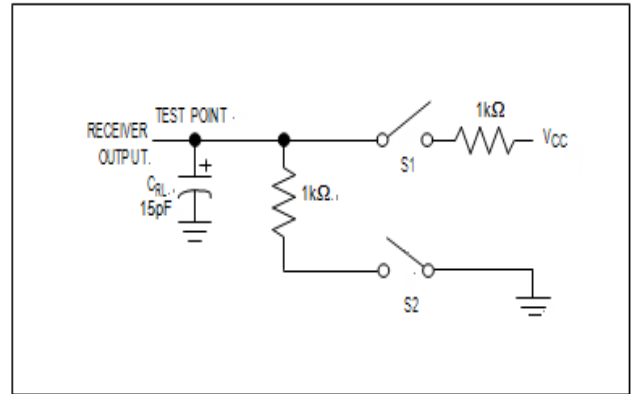 TEST POINT.
RECEIVER
OUTPUT.
CRL.
15pF
1kΩ..
S1
1kΩ
VCC
S2